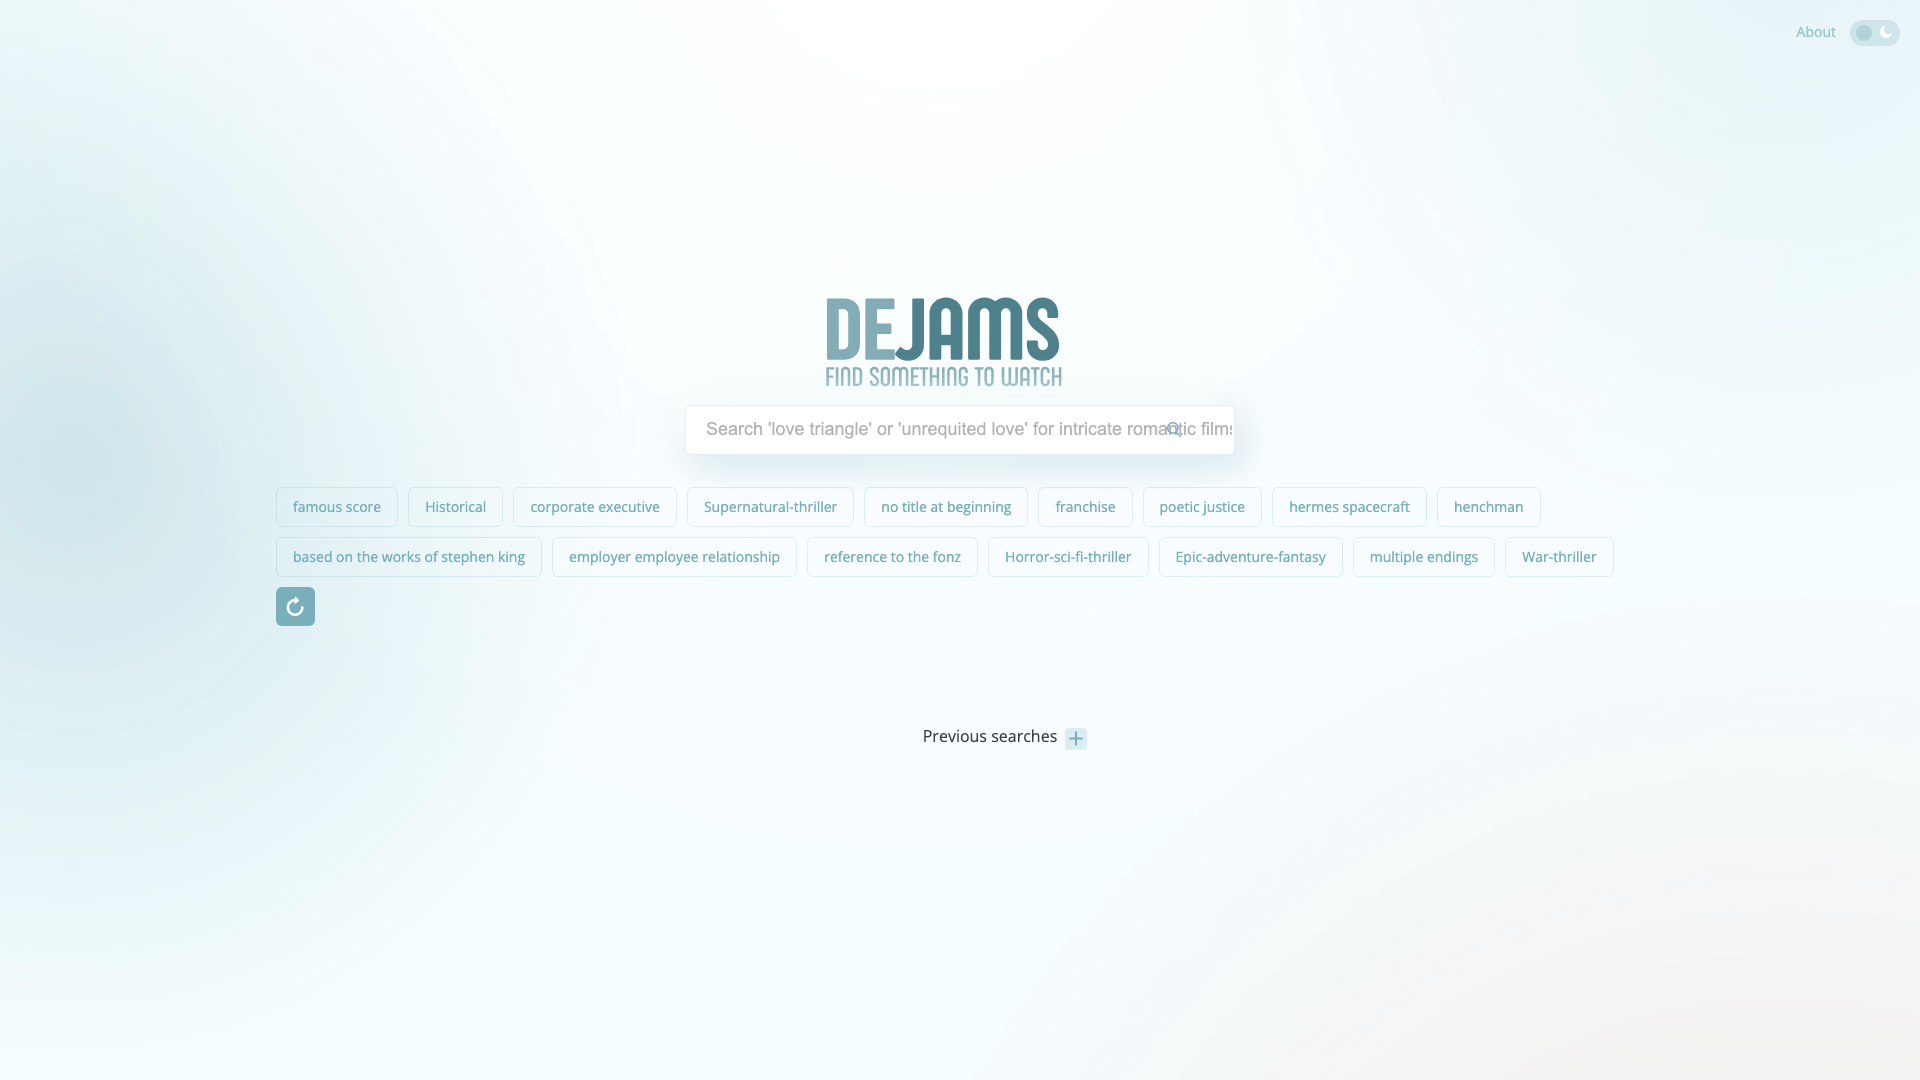 About
DEJAMS
FIND SOMETHING TO WATCH
Search 'love triangle' or 'unrequited love' for intricate romantic films
famous score Historical corporate executive Supernatural-thriller no title at beginning franchise poetic justice hermes spacecraft henchman
based on the works of stephen king employer employee relationship reference to the fonz Horror-sci-fi-thriller Epic-adventure-fantasy multiple endings War-thriller
Previous searches